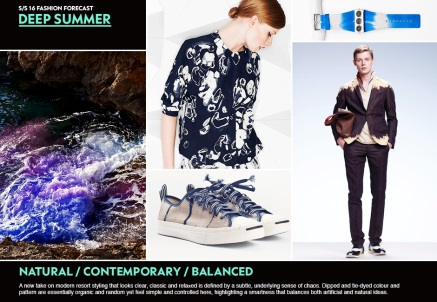 S/S 16 FASHION FORECAST
DEEP SUMMER
NATURAL / CONTEMPORARY / BALANCED
A new take on modern resort styling that looks clear, classic and relaxed is defined by a subtle, underlying sense of chaos. Dipped and tie-dyed colour and
pattern are essentially organic and random yet feel simple and controlled here, highlighting a smartness that balances both artificial and natural ideas.